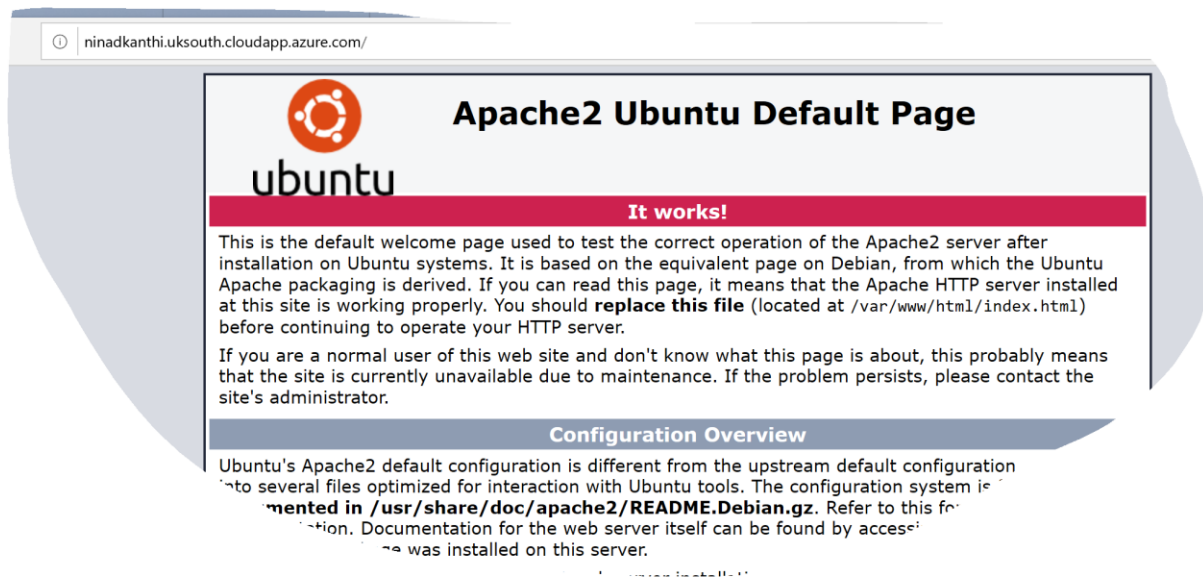 ninadkanthi.uksouth.cloudapp.azure.com/
Apache2 Ubuntu Default Page
ubuntu
It works!
This is the default welcome page used to test the correct operation of the Apache2 server after
installation on Ubuntu systems. It is based on the equivalent page on Debian, from which the Ubuntu
Apache packaging is derived. If you can read this page, it means that the Apache HTTP server installed
at this site is working properly. You should replace this file (located at /var/www/html/index.html)
before continuing to operate your HTTP server.
If you are a normal user of this web site and don't know what this page is about, this probably means
that the site is currently unavailable due to maintenance. If the problem persists, please contact the
site's administrator.
Configuration Overview
Ubuntu's Apache2 default configuration is different from the upstream default configuration
into several files optimized for interaction with Ubuntu tools. The configuration system is
in /usr/share/doc/apache2/README.Debian.gz. Refer to this
Documentation for the web server itself can be found by
was installed on this server.